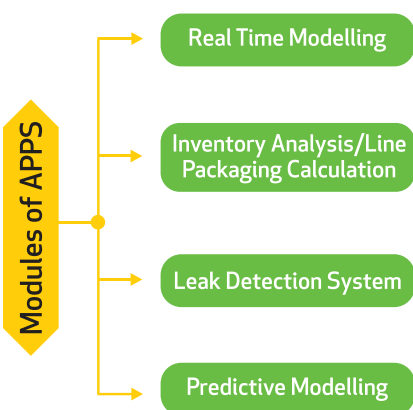 Modules of APPS
Real Time Modelling
Inventory Analysis/Line
Packaging Calculation
Leak Detection System
Predictive Modelling